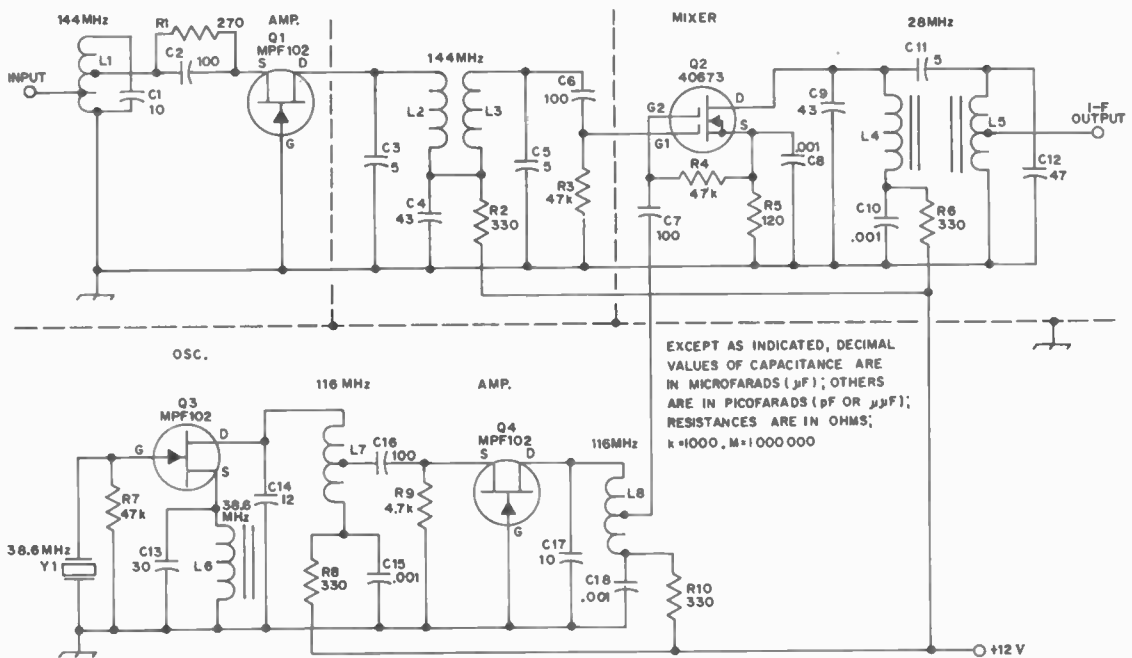 144MHz
R1
270
AMP.
Q1
MPF102
MIXER
28MHz
L1
C2
100
S
D
144MHz
C11
5
Q2
40673
INPUT
C1
10
C6
100
G2
D
C9
43
L2
L3
L4
L5
I-F
OUTPUT
G
G1
S
.001
C8
C3
5
C5
5
R3
47k
R4
47k
C12
47
C4
43
R2
330
C7
100
R5
120
C10
.001
R6
330
OSC.
EXCEPT AS INDICATED, DECIMAL
VALUES OF CAPACITANCE ARE
IN MICROFARADS (µF); OTHERS
ARE IN PICOFARADS (pF OR µµF);
RESISTANCES ARE IN OHMS;
k=1000, M=1000000
116 MHz
AMP.
Q3
MPF102
Q4
MPF102
116MHz
G
D
S
L7
C16
100
S
D
R7
47k
C14
12
R9
4.7k
L8
38.6
MHz
G
38.6MHz
Y1
C13
30
L6
C17
10
R8
330
C15
.001
C18
.001
R10
330
+12 V